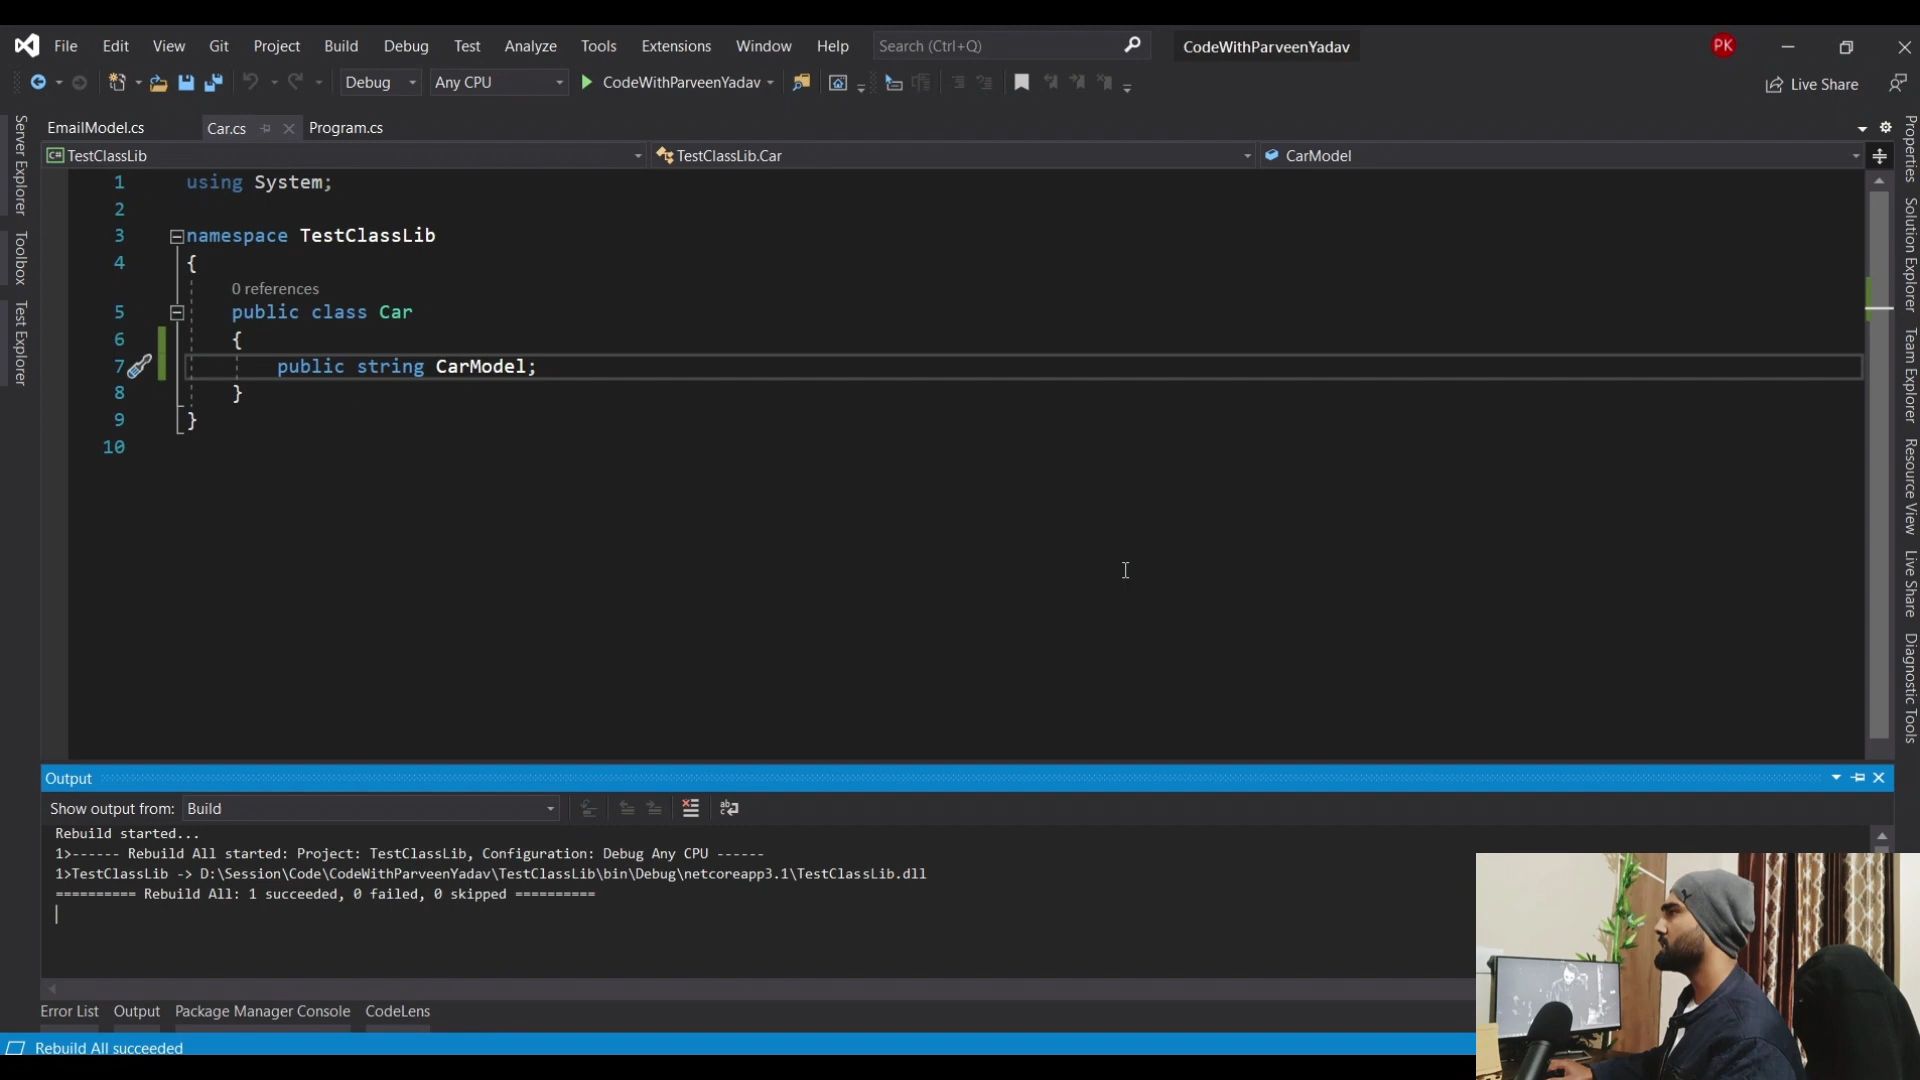 File Edit View Git Project Build Debug Test Analyze Tools Extensions Window Help Search (Ctrl+Q) CodeWithParveenYadav PK
Debug Any CPU CodeWithParveenYadav Live Share
EmailModel.cs Car.cs Program.cs
TestClassLib TestClassLib.Car CarModel
Server Explorer
Toolbox
Test Explorer
1 using System;
2
3 namespace TestClassLib
4 {
0 references
5 public class Car
6 {
7 public string CarModel;
8 }
9 }
10
Properties
Solution Explorer
Team Explorer
Resource View
Live Share
Diagnostic Tools
Output
Show output from: Build
Rebuild started...
1>------ Rebuild All started: Project: TestClassLib, Configuration: Debug Any CPU ------
1>TestClassLib -> D:\Session\Code\CodeWithParveenYadav\TestClassLib\bin\Debug\netcoreapp3.1\TestClassLib.dll
========== Rebuild All: 1 succeeded, 0 failed, 0 skipped ==========
Error List Output Package Manager Console CodeLens
Rebuild All succeeded